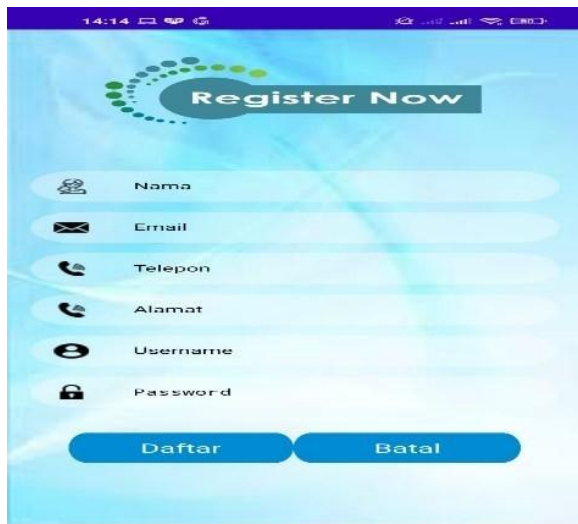 14:14
Register Now
Nama
Email
Telepon
Alamat
Username
Password
Daftar Batal